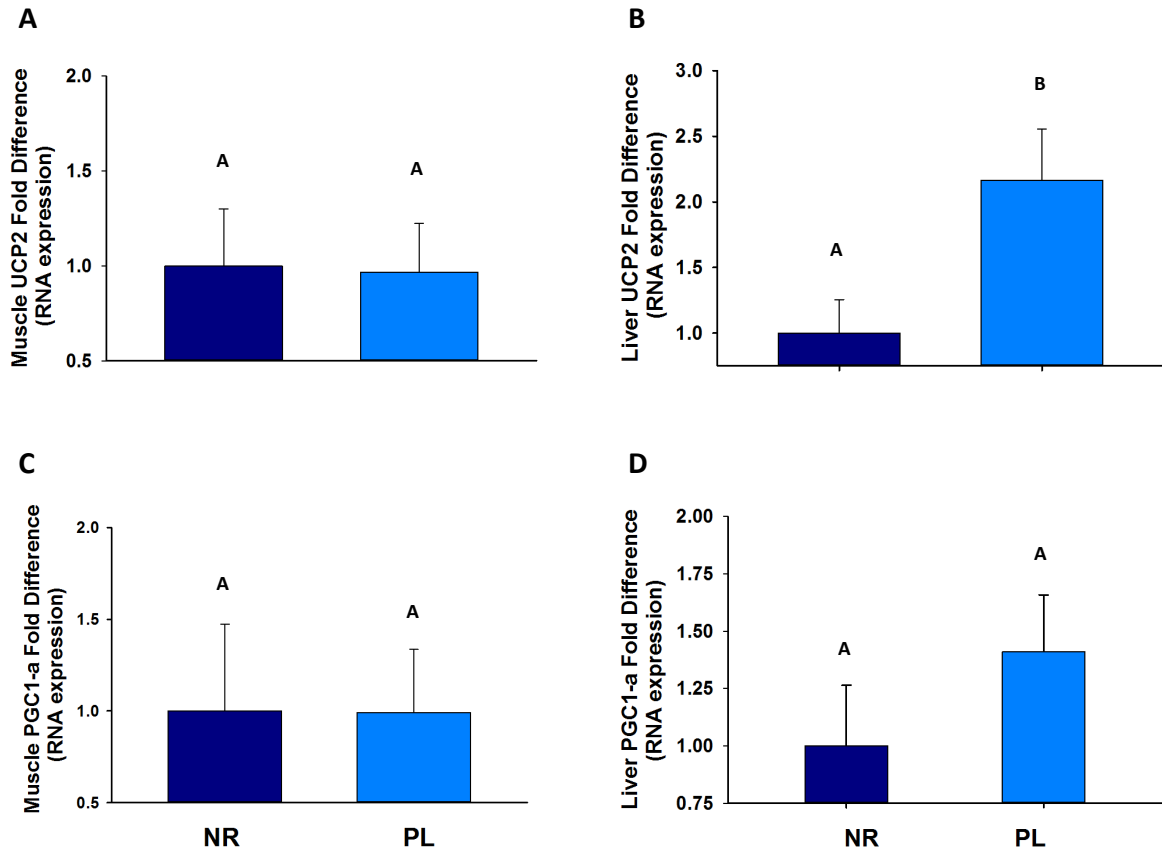 A
Muscle UCP2 Fold Difference
(RNA expression)
2.0
1.5
1.0
0.5
A
A
B
Liver UCP2 Fold Difference
(RNA expression)
3.0
2.5
2.0
1.5
1.0
A
B
C
Muscle PGC1-a Fold Difference
(RNA expression)
2.0
1.5
1.0
0.5
A
A
NR
PL
D
Liver PGC1-a Fold Difference
(RNA expression)
2.00
1.75
1.50
1.25
1.00
0.75
A
A
NR
PL